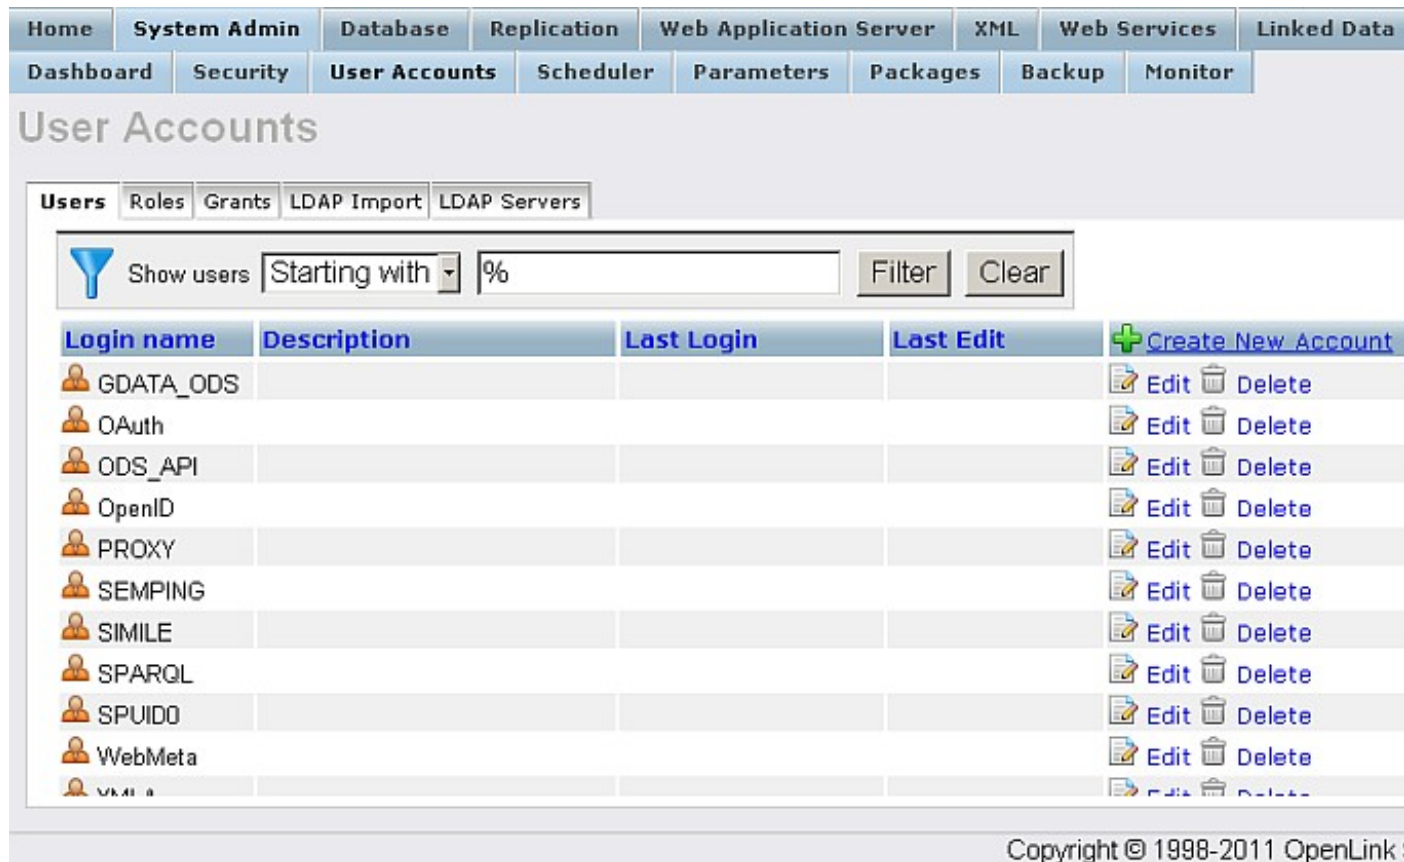 Home System Admin Database Replication Web Application Server XML Web Services Linked Data
Dashboard Security User Accounts Scheduler Parameters Packages Backup Monitor
User Accounts
Users Roles Grants LDAP Import LDAP Servers
Show users Starting with % Filter Clear
Login name Description Last Login Last Edit Create New Account
GDATA_ODS Edit Delete
OAuth Edit Delete
ODS_API Edit Delete
OpenID Edit Delete
PROXY Edit Delete
SEMPING Edit Delete
SIMILE Edit Delete
SPARQL Edit Delete
SPUID0 Edit Delete
WebMeta Edit Delete
Edit Delete
Copyright © 1998-2011 OpenLink